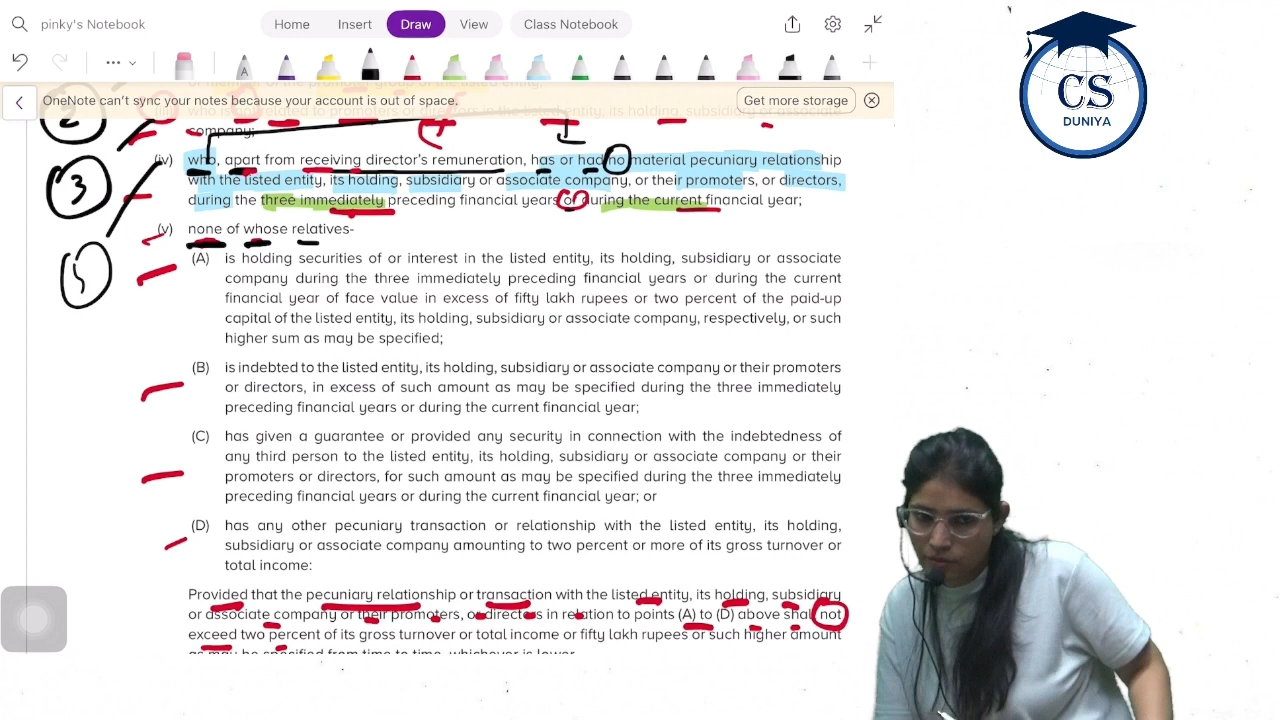 pinky's Notebook
Home Insert Draw View Class Notebook
OneNote can't sync your notes because your account is out of space. Get more storage
company;
(iv) who, apart from receiving director's remuneration, has or had no material pecuniary relationship
with the listed entity, its holding, subsidiary or associate company, or their promoters, or directors,
during the three immediately preceding financial years or during the current financial year;
(v) none of whose relatives-
(A) is holding securities of or interest in the listed entity, its holding, subsidiary or associate
company during the three immediately preceding financial years or during the current
financial year of face value in excess of fifty lakh rupees or two percent of the paid-up
capital of the listed entity, its holding, subsidiary or associate company, respectively, or such
higher sum as may be specified;
(B) is indebted to the listed entity, its holding, subsidiary or associate company or their promoters
or directors, in excess of such amount as may be specified during the three immediately
preceding financial years or during the current financial year;
(C) has given a guarantee or provided any security in connection with the indebtedness of
any third person to the listed entity, its holding, subsidiary or associate company or their
promoters or directors, for such amount as may be specified during the three immediately
preceding financial years or during the current financial year; or
(D) has any other pecuniary transaction or relationship with the listed entity, its holding,
subsidiary or associate company amounting to two percent or more of its gross turnover or
total income:
Provided that the pecuniary relationship or transaction with the listed entity, its holding, subsidiary
or associate company or their promoters, or directors in relation to points (A) to (D) above shall not
exceed two percent of its gross turnover or total income or fifty lakh rupees or such higher amount
as may be specified from time to time, whichever is lower.
2
3
CS
DUNIYA